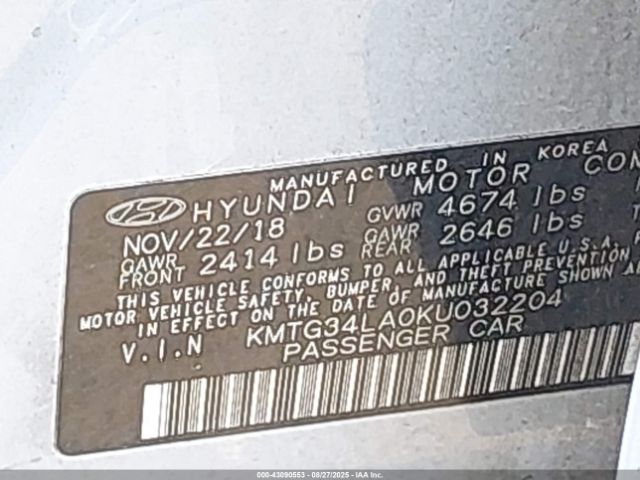 MANUFACTURED IN KOREA
HYUNDAI MOTOR COM
NOV/22/18 GVWR 4674 lbs
GAWR FRONT 2414 lbs GAWR REAR 2646 lbs
THIS VEHICLE CONFORMS TO ALL APPLICABLE U.S.A.
MOTOR VEHICLE SAFETY, BUMPER, AND THEFT PREVENTION
IN EFFECT ON THE DATE OF MANUFACTURE SHOWN
V.I.N KMTG34LA0KU032204
PASSENGER CAR
000-43090553 - 08/27/2025 - IAA Inc.